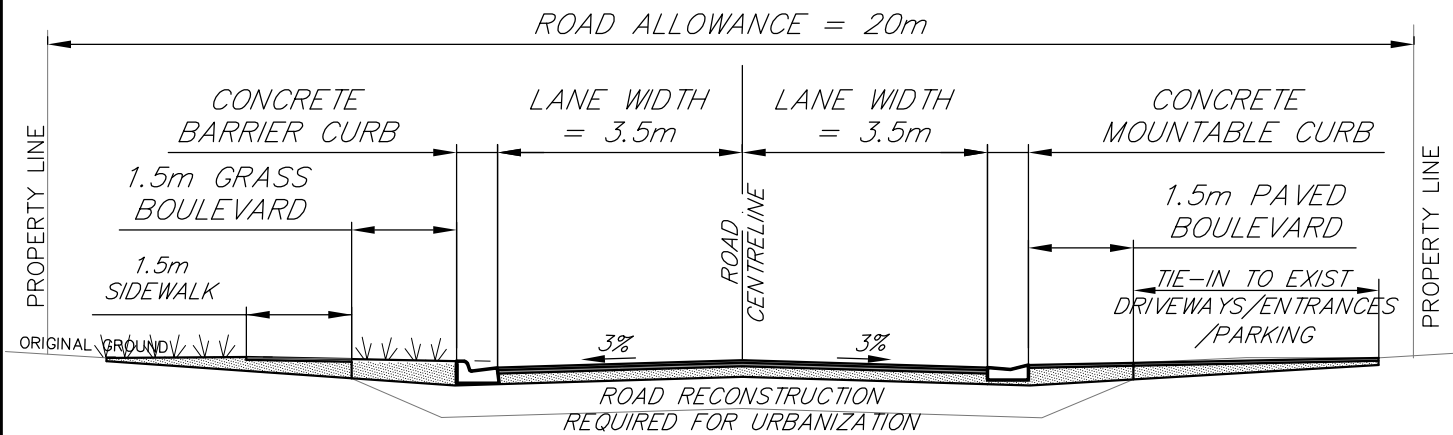 ROAD ALLOWANCE = 20m
PROPERTY LINE
CONCRETE
BARRIER CURB
LANE WIDTH
= 3.5m
LANE WIDTH
= 3.5m
CONCRETE
MOUNTABLE CURB
PROPERTY LINE
1.5m GRASS
BOULEVARD
ROAD
CENTRELINE
1.5m PAVED
BOULEVARD
1.5m
SIDEWALK
TIE-IN TO EXIST
DRIVEWAYS/ENTRANCES
/PARKING
ORIGINAL GROUND
3%
3%
ROAD RECONSTRUCTION
REQUIRED FOR URBANIZATION